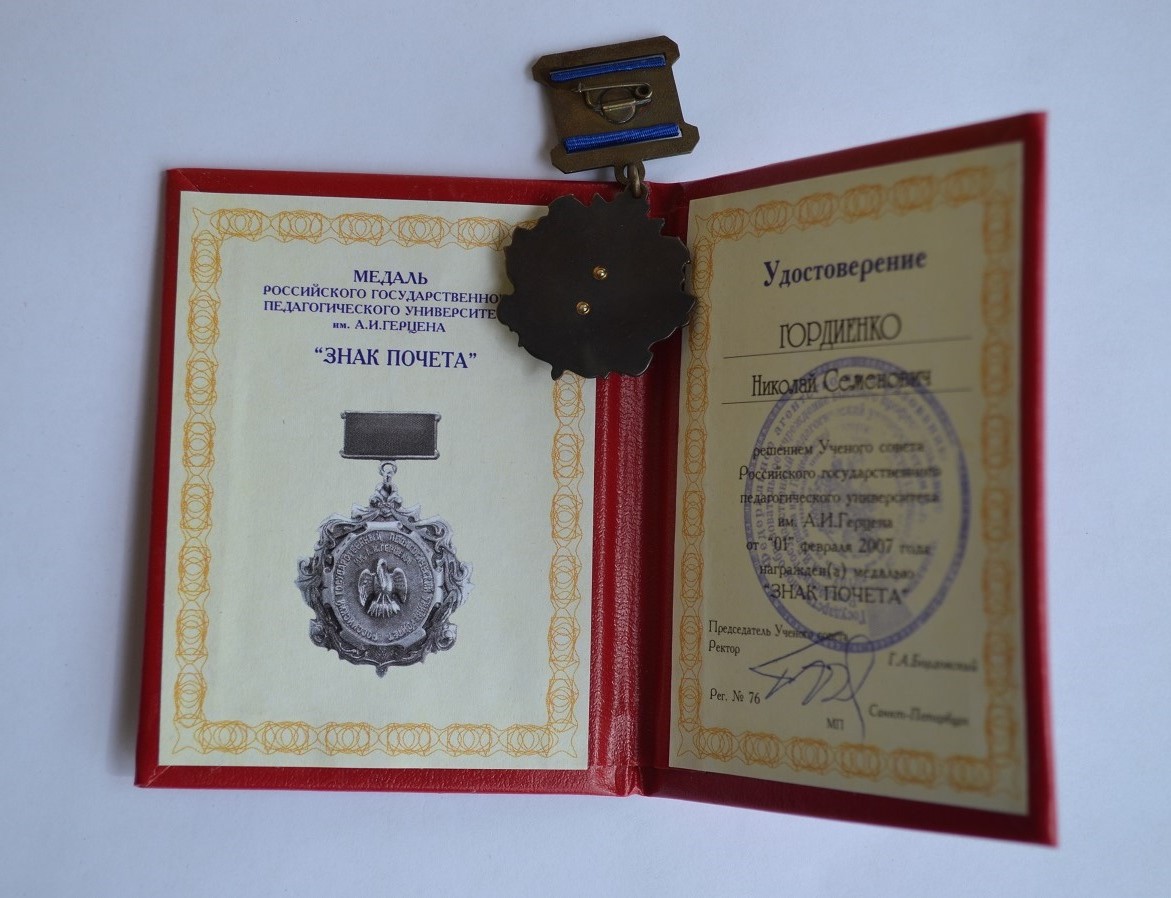 МЕДАЛЬ
РОССИЙСКОГО ГОСУДАРСТВЕННО
ПЕДАГОГИЧЕСКОГО УНИВЕРСИТЕ
им. А.И.ГЕРЦЕНА
“ЗНАК ПОЧЕТА”
Удостоверение
ГОРДИЕНКО
Николай Семенович
решением Ученого совета
Российского государственного
педагогического университета
им. А.И.Герцена
от "01" февраля 2007 года
награжден(а) медалью
"ЗНАК ПОЧЕТА"
Председатель Ученого совета
Ректор
Г.А.Бордовский
Рег. № 76
МП
Санкт-Петербург